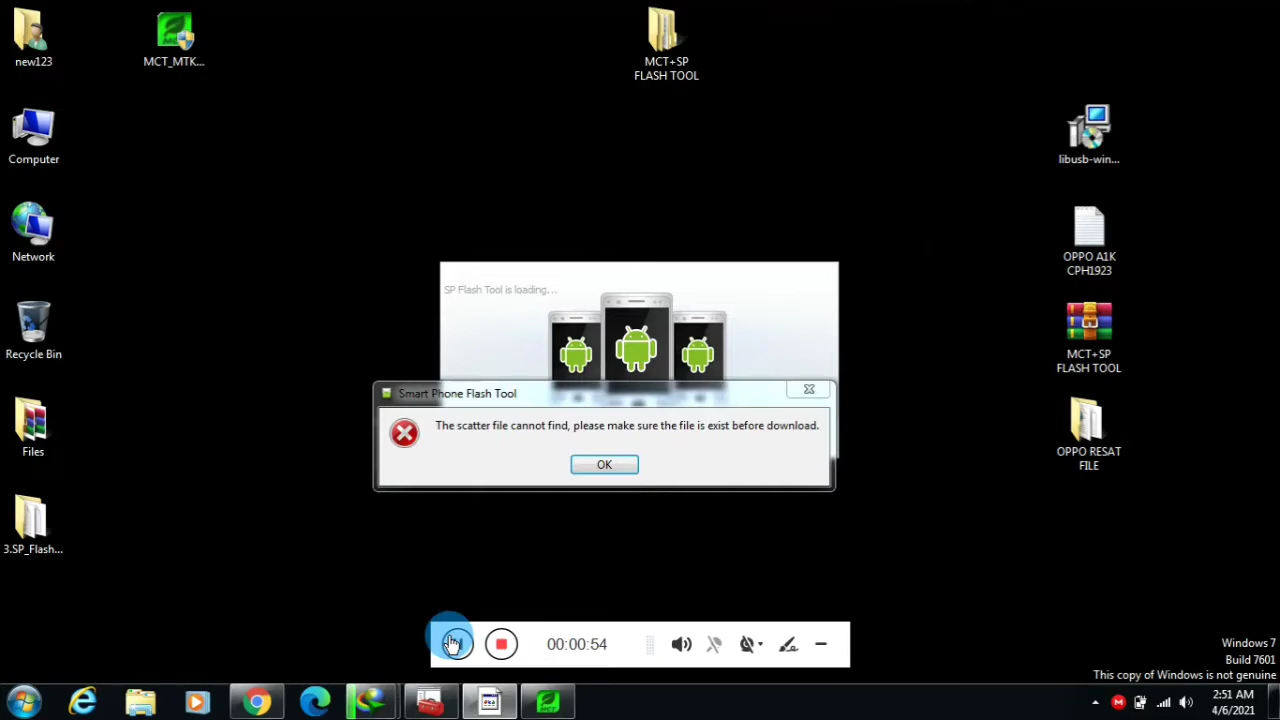 new123
MCT_MTK...
MCT+SP
FLASH TOOL
Computer
libusb-win...
Network
OPPO A1K
CPH1923
SP Flash Tool is loading...
Recycle Bin
MCT+SP
FLASH TOOL
Smart Phone Flash Tool
The scatter file cannot find, please make sure the file is exist before download.
OK
Files
OPPO RESAT
FILE
3.SP_Flash...
00:00:54
Windows 7
Build 7601
This copy of Windows is not genuine
2:51 AM
4/6/2021